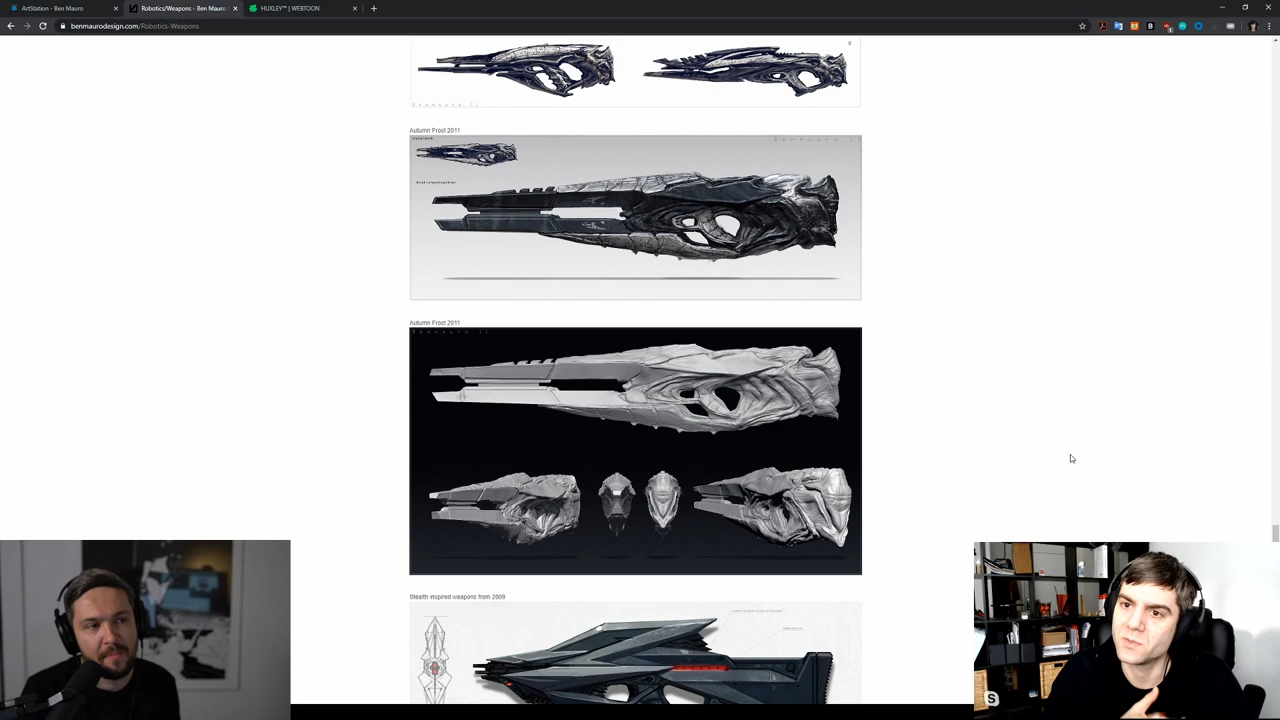 ArtStation - Ben Mauro
Robotics/Weapons - Ben Mauro
HUXLEY™ | WEBTOON
benmaurodesign.com/Robotics-Weapons
Autumn Frost 2011
Autumn Frost 2011
Stealth inspired weapons from 2009